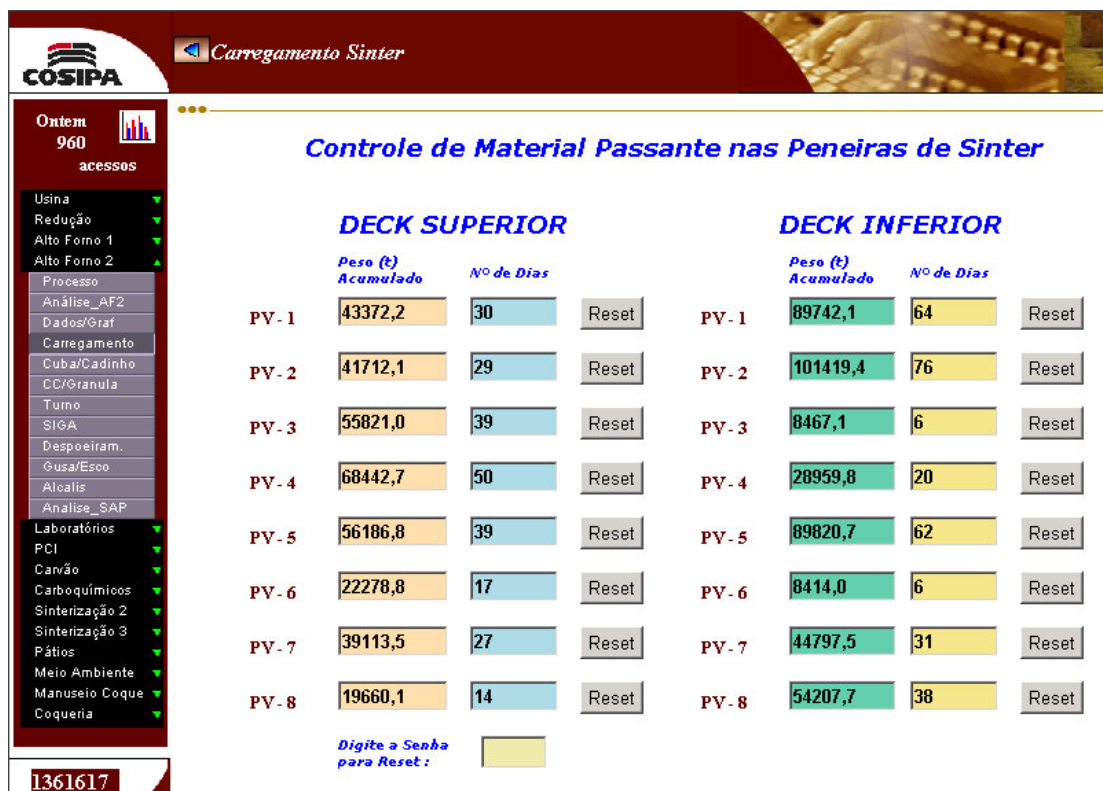 COSIPA
Carregamento Sinter
Ontem
960
acessos
Usina
Redução
Alto Forno 1
Alto Forno 2
Processo
Análise_AF2
Dados/Graf
Carregamento
Cuba/Cadinho
CC/Granula
Turno
SIGA
Despoeiram.
Gusa/Esco
Alcalis
Analise_SAP
Laboratórios
PCI
Carvão
Carboquímicos
Sinterização 2
Sinterização 3
Pátios
Meio Ambiente
Manuseio Coque
Coqueria
1361617
Controle de Material Passante nas Peneiras de Sinter
DECK SUPERIOR DECK INFERIOR
Peso (t) Peso (t)
Acumulado Nº de Dias Acumulado Nº de Dias
PV- 1 43372,2 30 Reset PV- 1 89742,1 64 Reset
PV- 2 41712,1 29 Reset PV- 2 101419,4 76 Reset
PV- 3 55821,0 39 Reset PV- 3 8467,1 6 Reset
PV- 4 68442,7 50 Reset PV- 4 28959,8 20 Reset
PV- 5 56186,8 39 Reset PV- 5 89820,7 62 Reset
PV- 6 22278,8 17 Reset PV- 6 8414,0 6 Reset
PV- 7 39113,5 27 Reset PV- 7 44797,5 31 Reset
PV- 8 19660,1 14 Reset PV- 8 54207,7 38 Reset
Digite a Senha
para Reset :